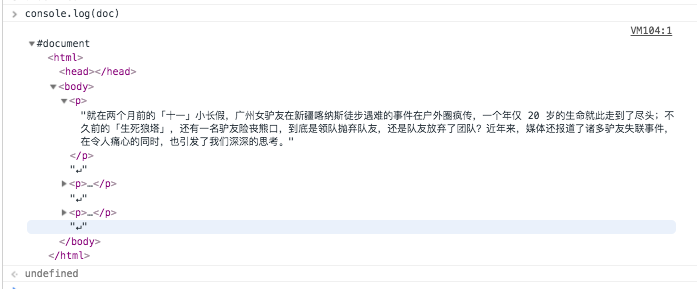 console.log(doc)
VM104:1
#document
<html>
<head></head>
<body>
<p>
"就在两个月前的「十一」小长假，广州女驴友在新疆喀纳斯徒步遇难的事件在户外圈疯传，一个年仅 20 岁的生命就此走到了尽头；不
久前的「生死狼塔」，还有一名驴友险丧熊口，到底是领队抛弃队友，还是队友放弃了团队？近年来，媒体还报道了诸多驴友失联事件，
在令人痛心的同时，也引发了我们深深的思考。"
</p>
"↵"
<p>…</p>
"↵"
<p>…</p>
"↵"
</body>
</html>
undefined